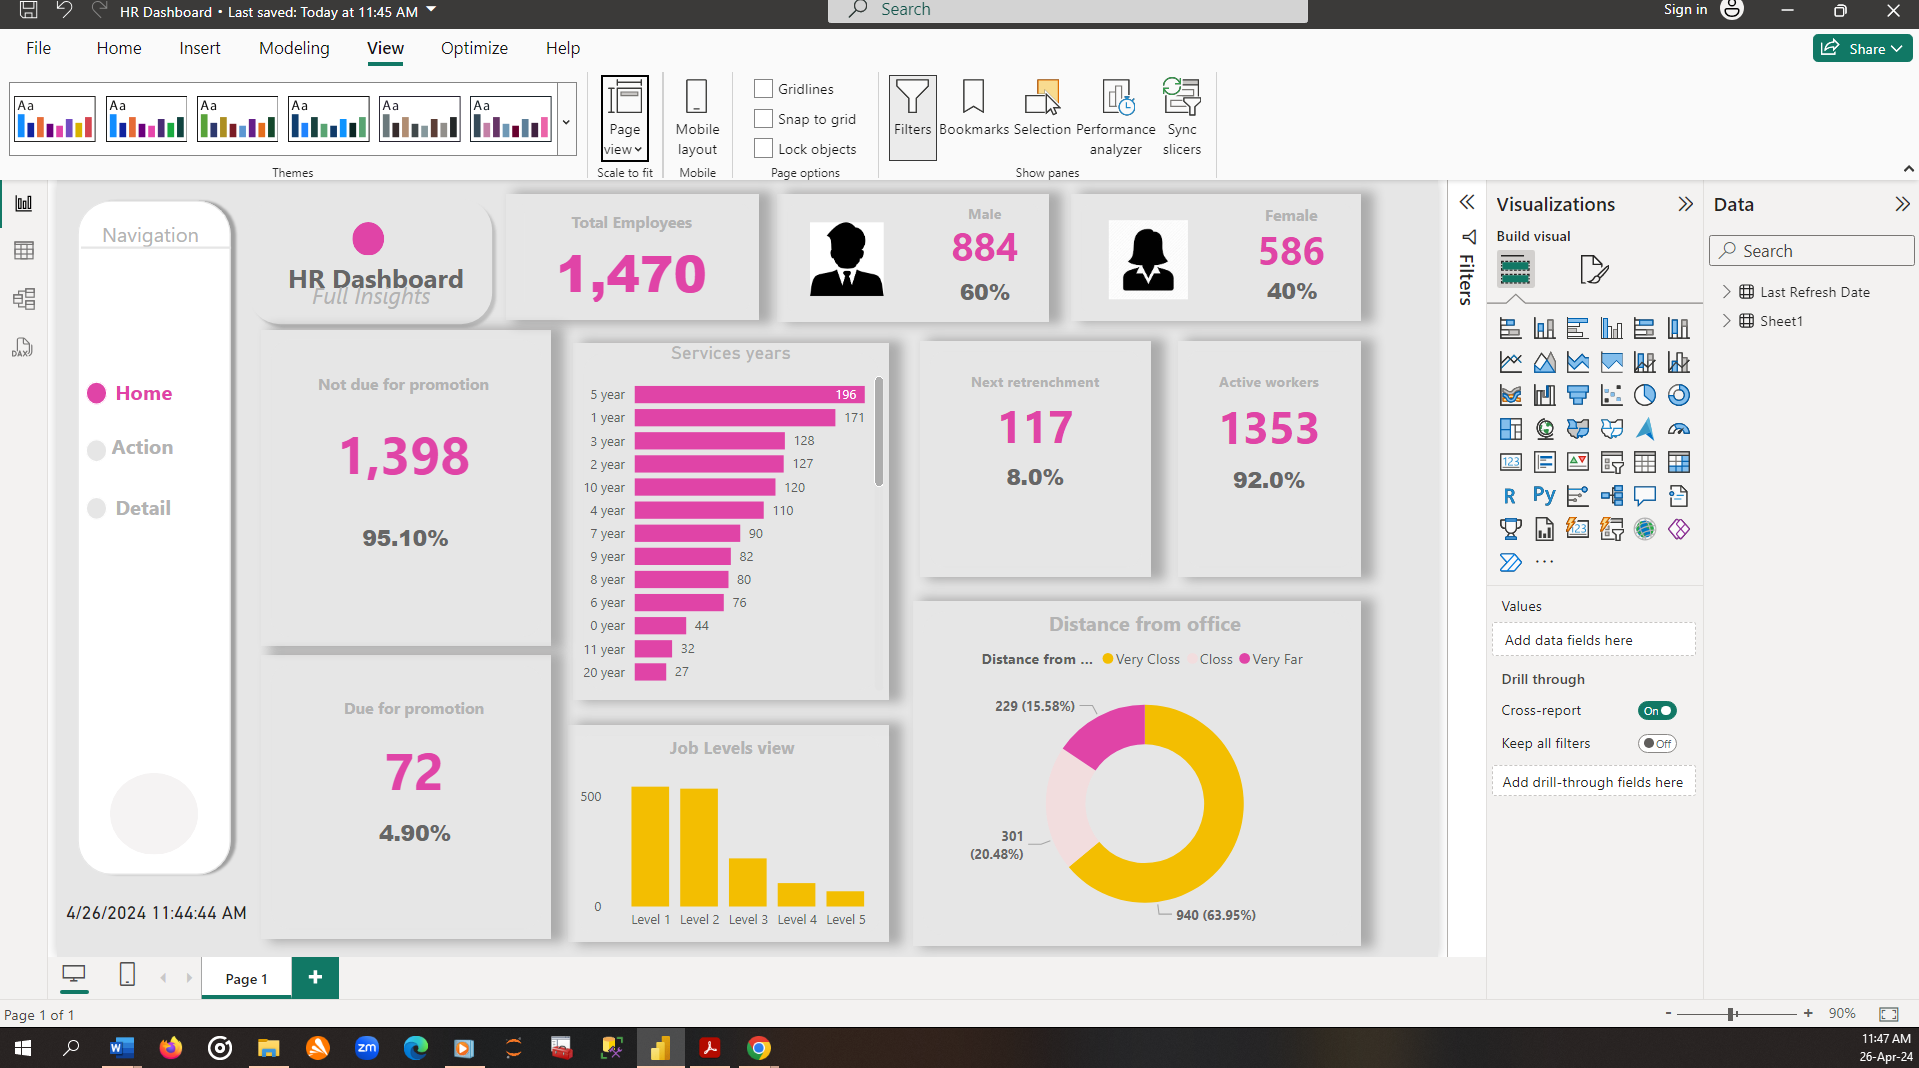 HR Dashboard • Last saved: Today at 11:45 AM
Search
Sign in
File
Home
Insert
Modeling
View
Optimize
Help
Share
Aa
Aa
Aa
Aa
Aa
Aa
Themes
Page view
Scale to fit
Mobile layout
Mobile
Gridlines
Snap to grid
Lock objects
Page options
Filters
Bookmarks
Selection
Performance analyzer
Sync slicers
Show panes
DAX
Navigation
Home
Action
Detail
4/26/2024 11:44:44 AM
HR Dashboard
Full Insights
Total Employees
1,470
Male
884
60%
Female
586
40%
Not due for promotion
1,398
95.10%
Due for promotion
72
4.90%
Services years
5 year 196
1 year 171
3 year 128
2 year 127
10 year 120
4 year 110
7 year 90
9 year 82
8 year 80
6 year 76
0 year 44
11 year 32
20 year 27
Job Levels view
500
0
Level 1 Level 2 Level 3 Level 4 Level 5
Next retrenchment
117
8.0%
Active workers
1353
92.0%
Distance from office
Distance from ... Very Closs Closs Very Far
229 (15.58%)
301
(20.48%)
940 (63.95%)
Filters
Visualizations
Build visual
123
R
Py
123
...
Values
Add data fields here
Drill through
Cross-report
On
Keep all filters
Off
Add drill-through fields here
Data
Search
Last Refresh Date
Sheet1
Page 1
+
Page 1 of 1
- + 90%
W
zm
11:47 AM
26-Apr-24